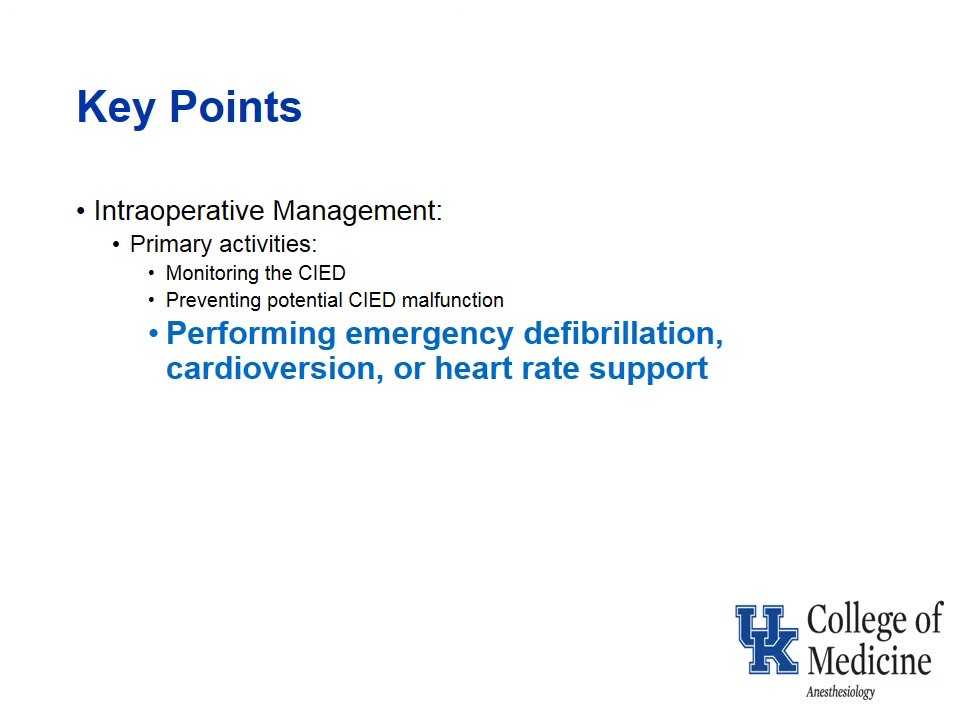 Key Points
• Intraoperative Management:
• Primary activities:
• Monitoring the CIED
• Preventing potential CIED malfunction
• Performing emergency defibrillation,
cardioversion, or heart rate support
UK
College of
Medicine
Anesthesiology